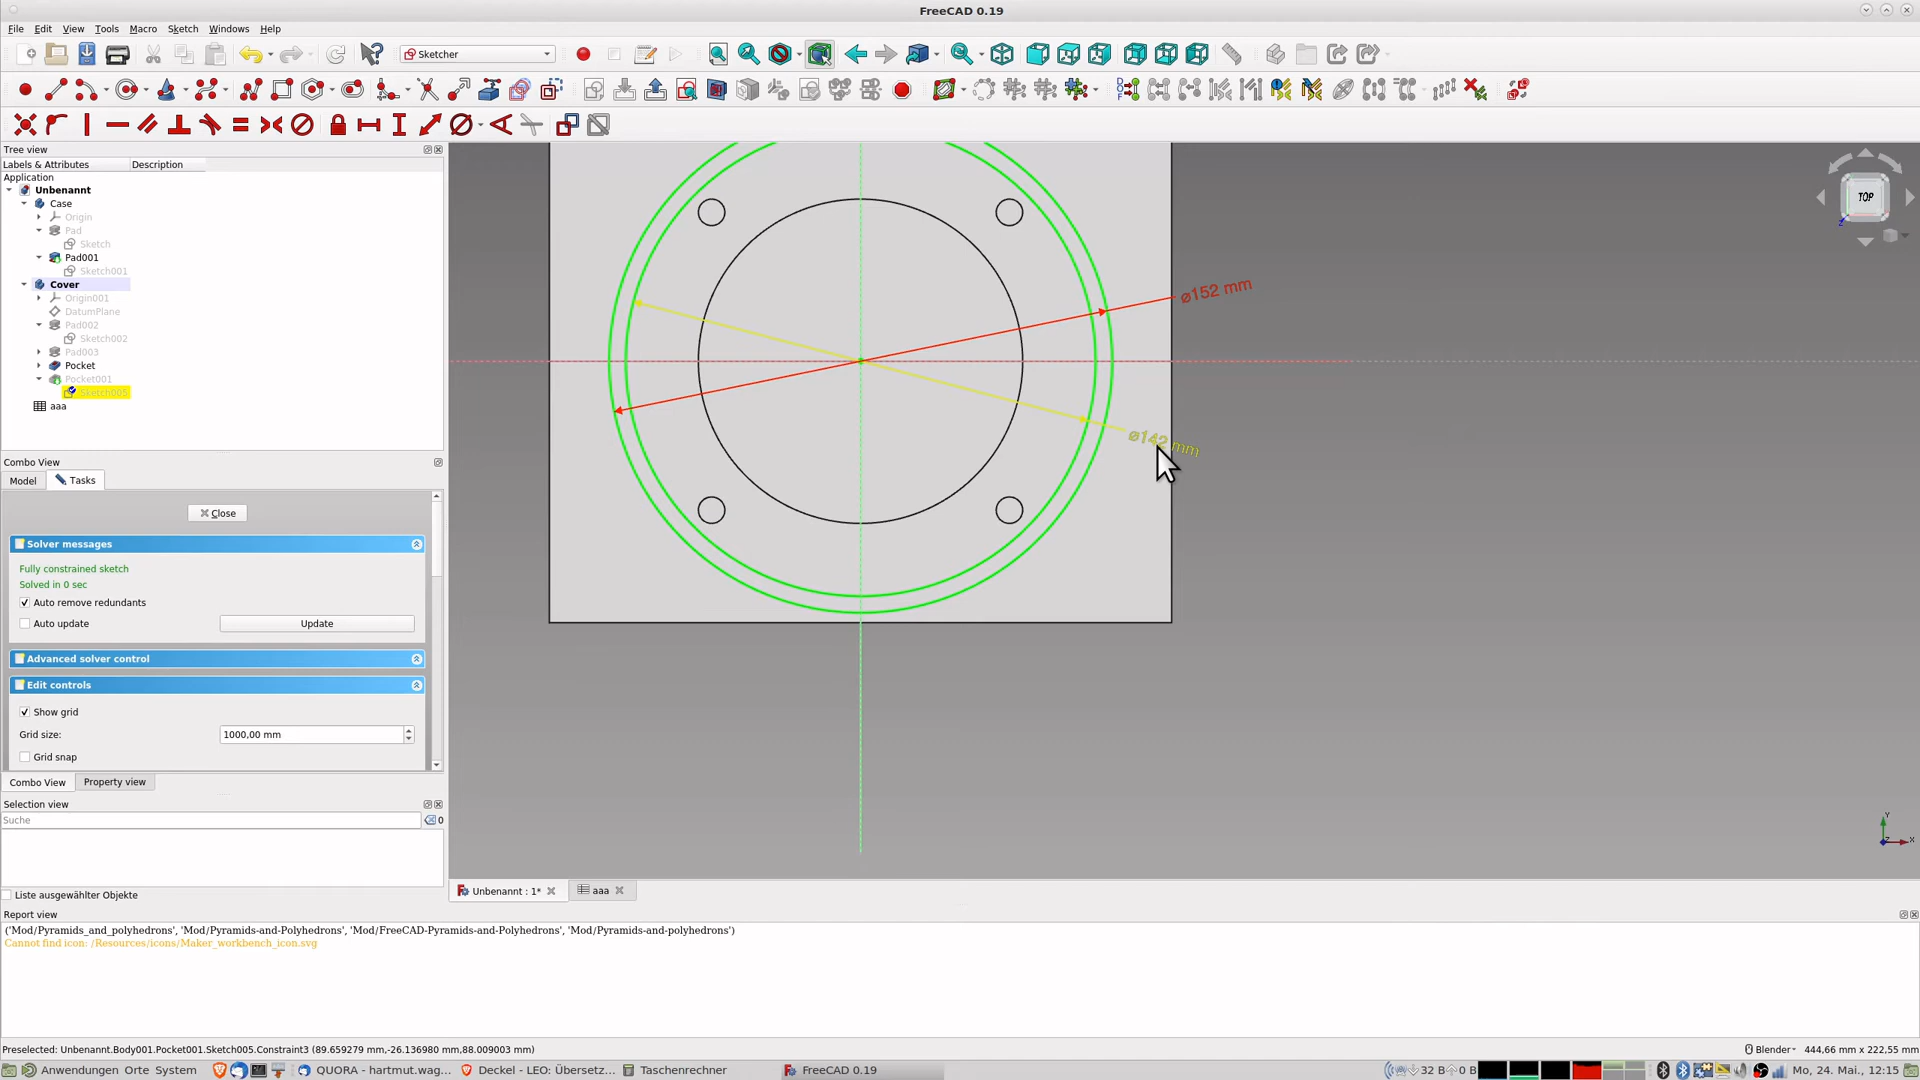 FreeCAD 0.19
File Edit View Tools Macro Sketch Windows Help
Sketcher
Tree view
Labels & Attributes Description
Application
Unbenannt
Case
Origin
Pad
Sketch
Pad001
Sketch001
Cover
Origin001
DatumPlane
Pad002
Sketch002
Pad003
Pocket
Pocket001
Sketch005
aaa
TOP
⌀152 mm
⌀142 mm
Combo View
Model Tasks
Close
Solver messages
Fully constrained sketch
Solved in 0 sec
Auto remove redundants
Auto update Update
Advanced solver control
Edit controls
Show grid
Grid size: 1000,00 mm
Grid snap
Combo View Property view
Selection view
Suche 0
Y
Z X
Unbenannt : 1* aaa
Liste ausgewählter Objekte
Report view
('Mod/Pyramids_and_polyhedrons', 'Mod/Pyramids-and-Polyhedrons', 'Mod/FreeCAD-Pyramids-and-Polyhedrons', 'Mod/Pyramids-and-polyhedrons')
Cannot find icon: /Resources/icons/Maker_workbench_icon.svg
Preselected: Unbenannt.Body001.Pocket001.Sketch005.Constraint3 (89.659279 mm,-26.136980 mm,88.009003 mm) Blender 444,66 mm x 222,55 mm
Anwendungen Orte System QUORA - hartmut.wag... Deckel - LEO: Übersetz... Taschenrechner FreeCAD 0.19 32 B 0 B Mo, 24. Mai., 12:15